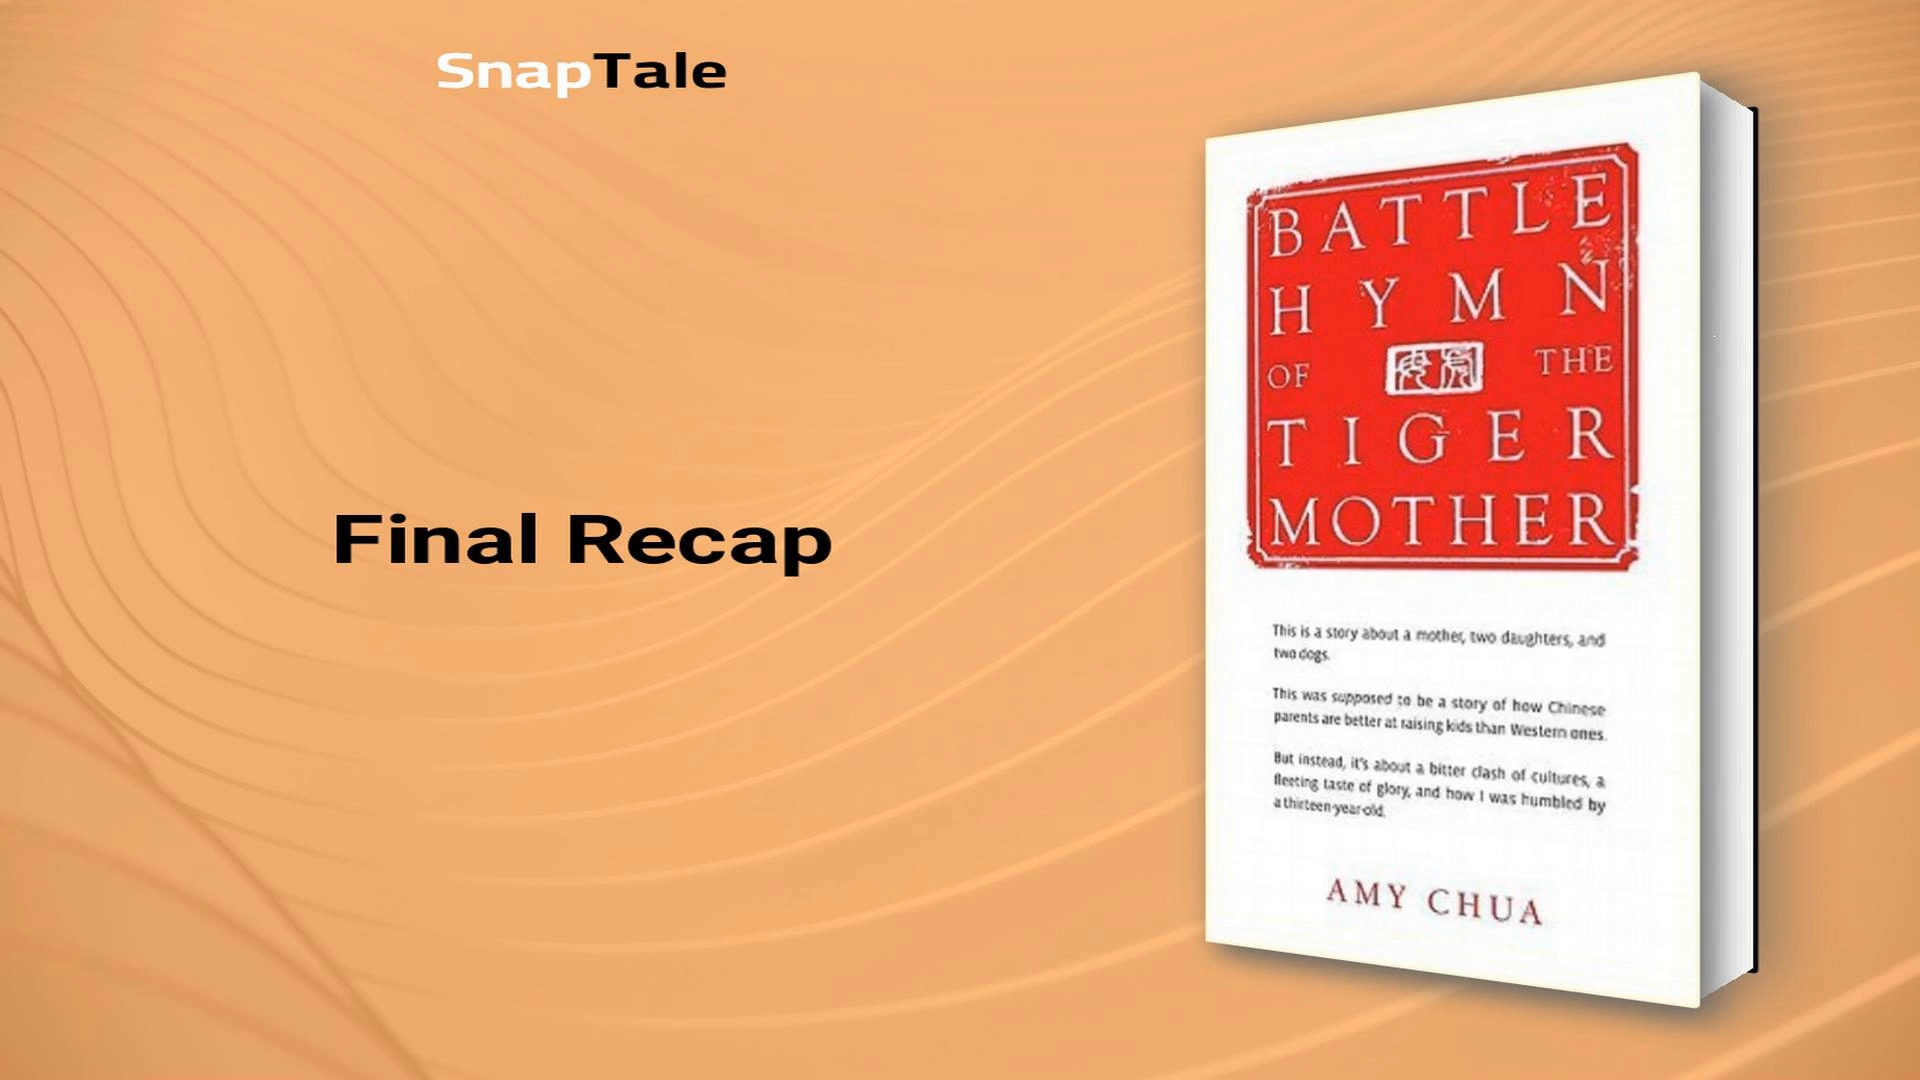 SnapTale
Final Recap
BATTLE
HYMN
OF THE
TIGER
MOTHER
This is a story about a mother, two daughters, and
two dogs.
This was supposed to be a story of how Chinese
parents are better at raising kids than Western ones.
But instead, it's about a bitter clash of cultures, a
fleeting taste of glory, and how I was humbled by
a thirteen-year-old.
AMY CHUA